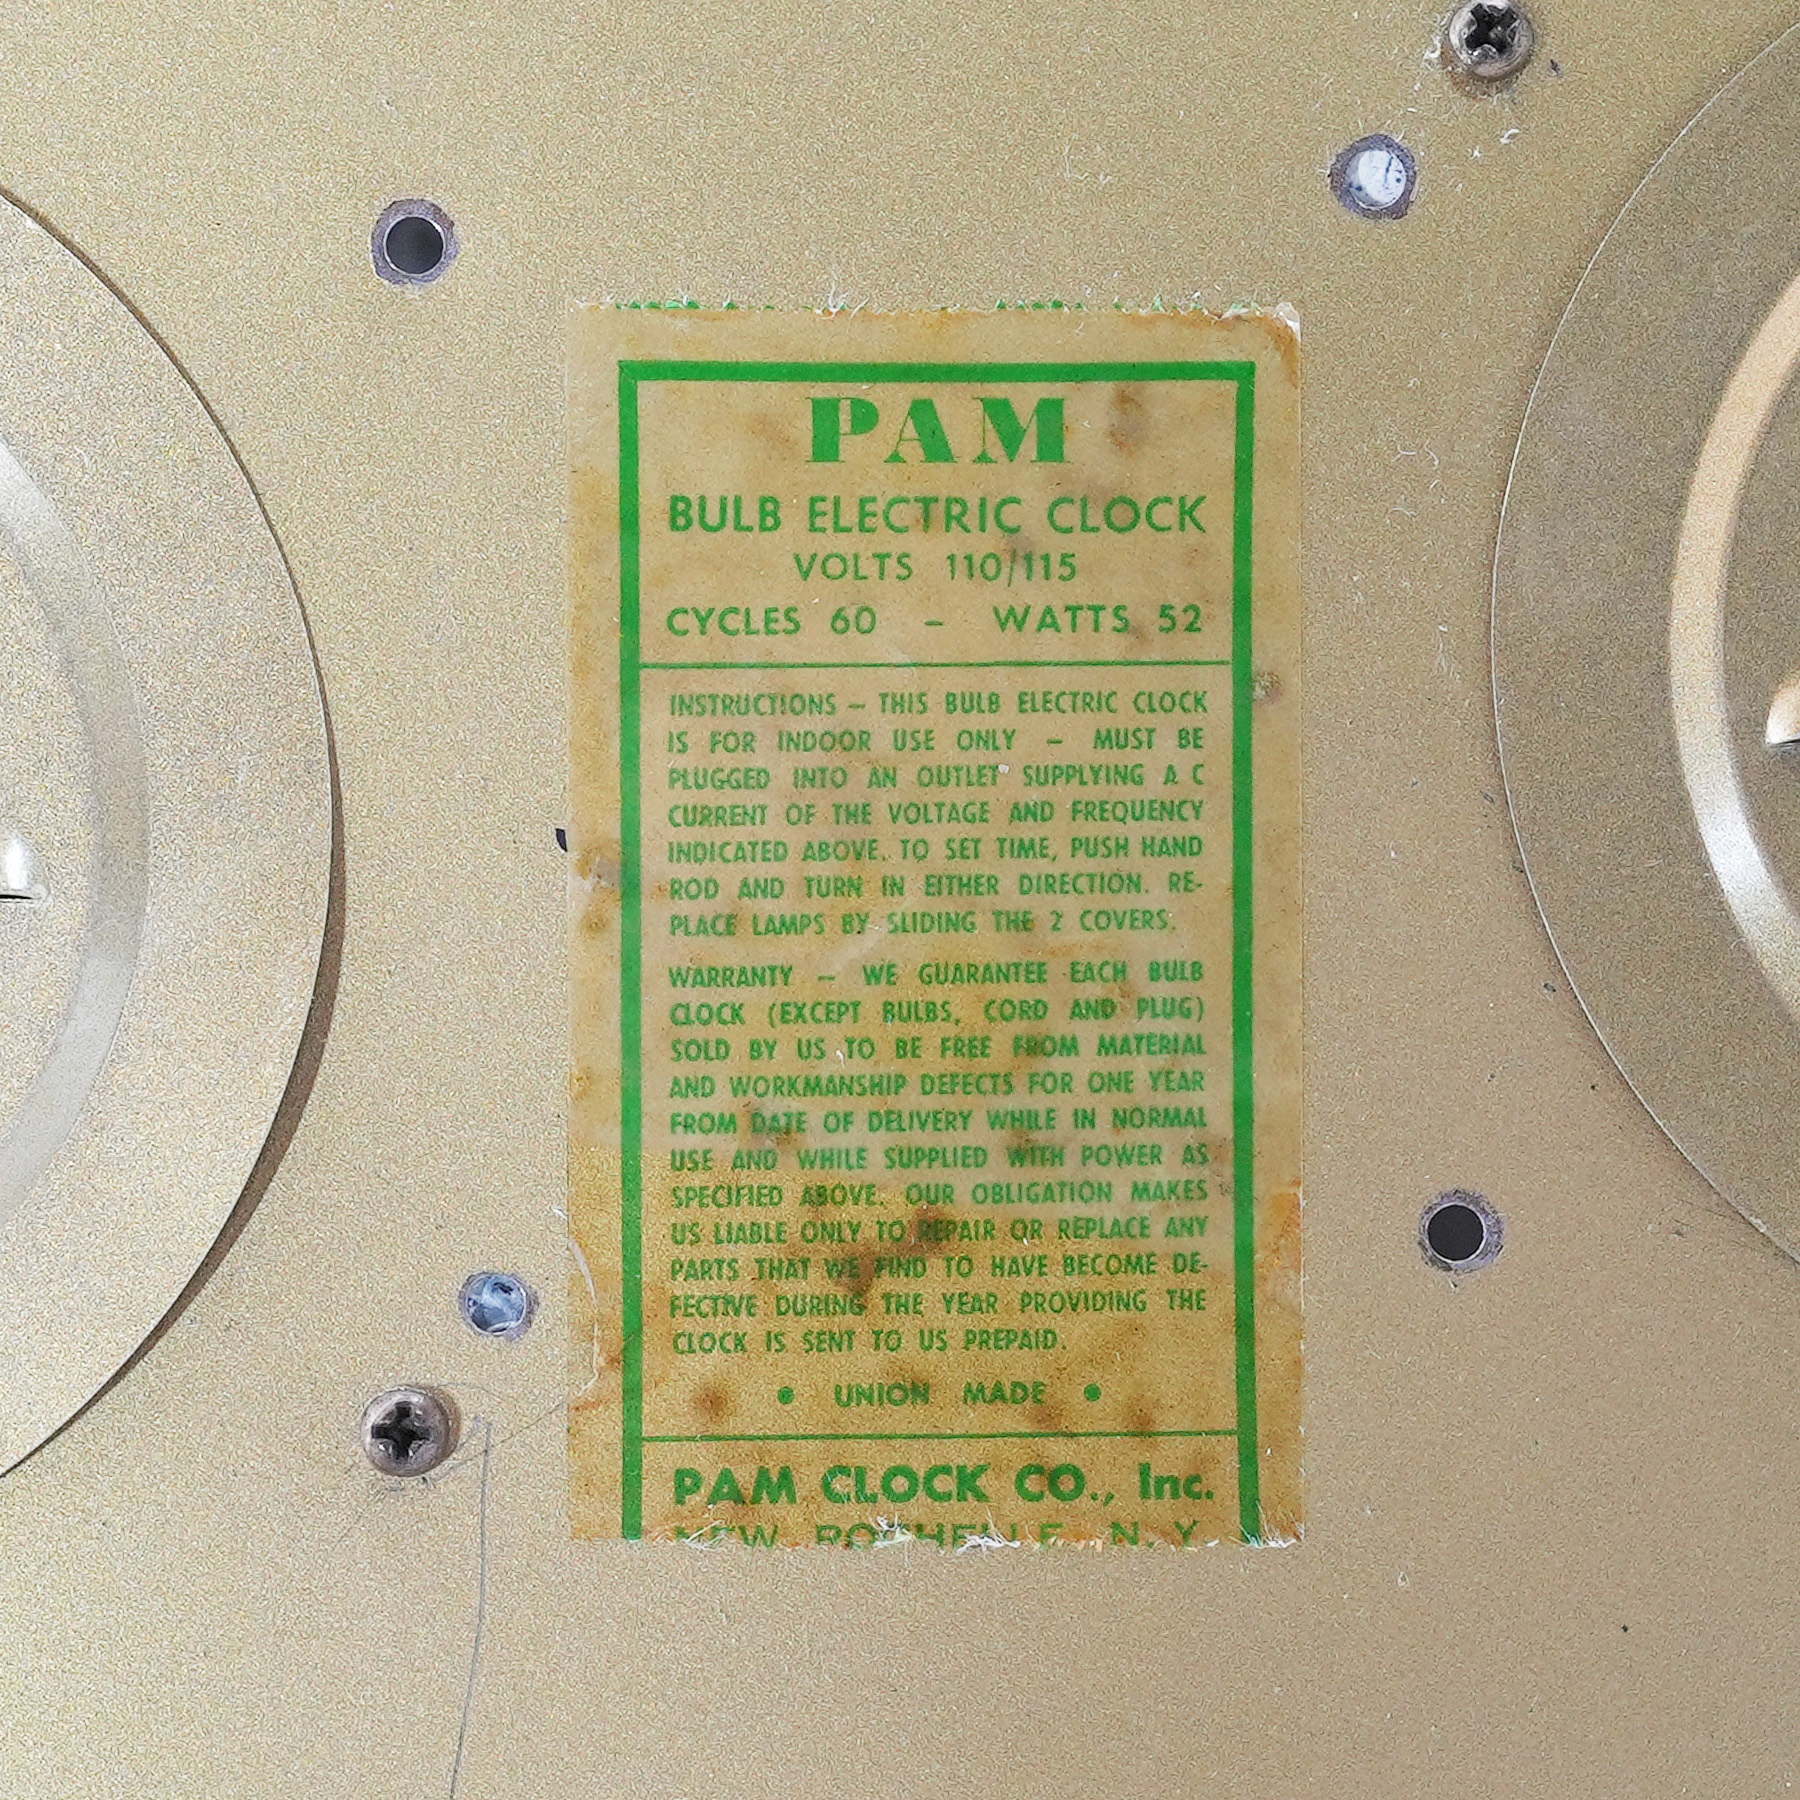 PAM
BULB ELECTRIC CLOCK
VOLTS 110/115
CYCLES 60 - WATTS 52
INSTRUCTIONS — THIS BULB ELECTRIC CLOCK
IS FOR INDOOR USE ONLY — MUST BE
PLUGGED INTO AN OUTLET SUPPLYING A C
CURRENT OF THE VOLTAGE AND FREQUENCY
INDICATED ABOVE. TO SET TIME, PUSH HAND
ROD AND TURN IN EITHER DIRECTION. RE-
PLACE LAMPS BY SLIDING THE 2 COVERS.
WARRANTY — WE GUARANTEE EACH BULB
CLOCK (EXCEPT BULBS, CORD AND PLUG)
SOLD BY US TO BE FREE FROM MATERIAL
AND WORKMANSHIP DEFECTS FOR ONE YEAR
FROM DATE OF DELIVERY WHILE IN NORMAL
USE AND WHILE SUPPLIED WITH POWER AS
SPECIFIED ABOVE. OUR OBLIGATION MAKES
US LIABLE ONLY TO REPAIR OR REPLACE ANY
PARTS THAT WE FIND TO HAVE BECOME DE-
FECTIVE DURING THE YEAR PROVIDING THE
CLOCK IS SENT TO US PREPAID.
• UNION MADE •
PAM CLOCK CO., Inc.
NEW ROCHELLE, N. Y.